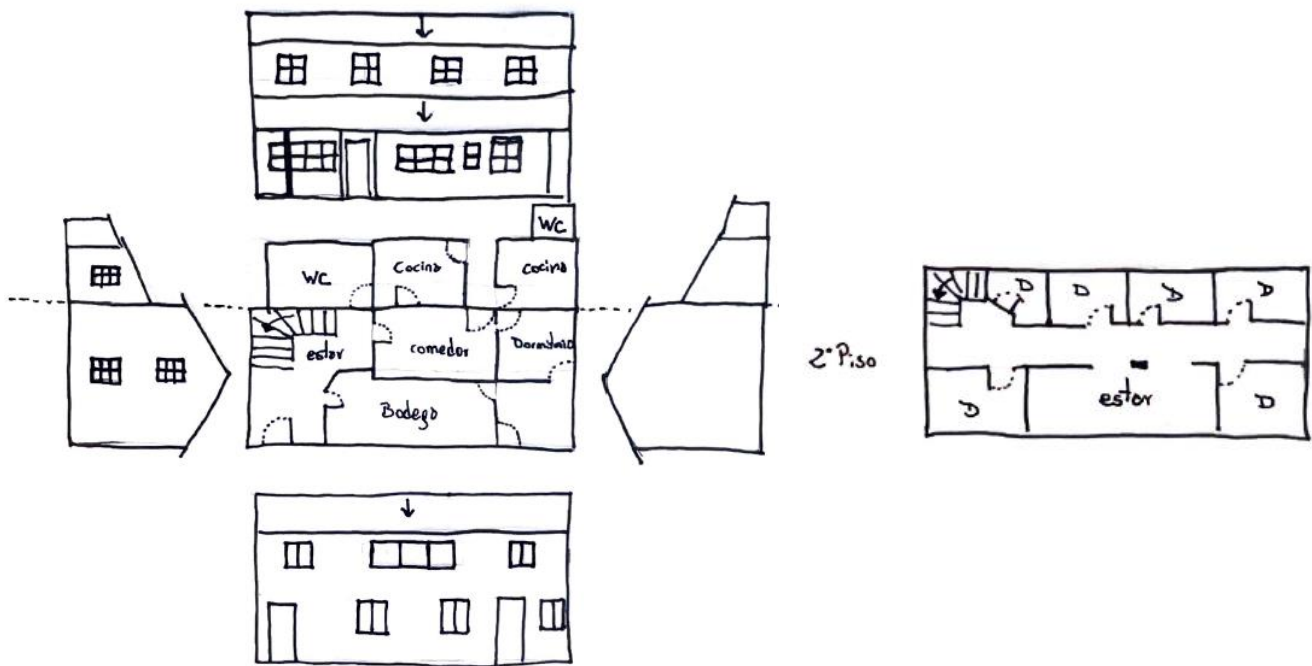 WC
WC
Cocina
Cocina
estar
comedor
Dormitorio
Bodega
2° Piso
D
D
D
D
D
estar
D